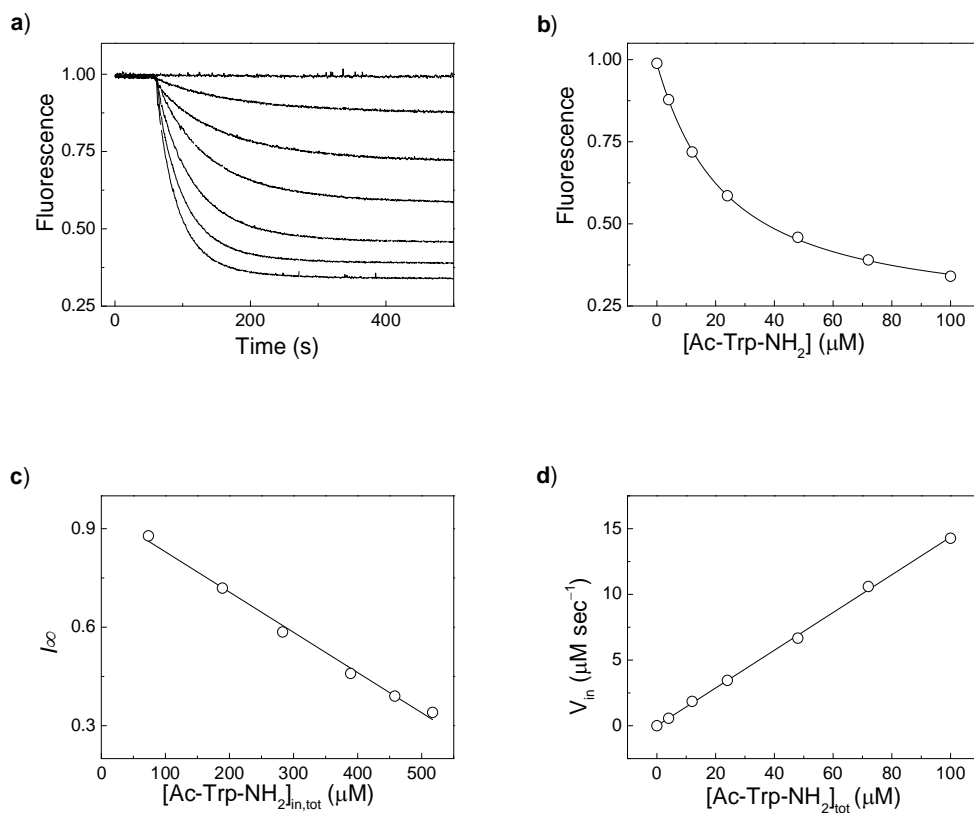 a)
1.00
0.75
0.50
0.25
Fluorescence
0 200 400
Time (s)
b)
1.00
0.75
0.50
0.25
Fluorescence
0 20 40 60 80 100
[Ac-Trp-NH₂] (μM)
c)
0.9
0.6
0.3
I∞
0 100 200 300 400 500
[Ac-Trp-NH₂]in,tot (μM)
d)
15
10
5
0
Vin (μM sec⁻¹)
0 20 40 60 80 100
[Ac-Trp-NH₂]tot (μM)